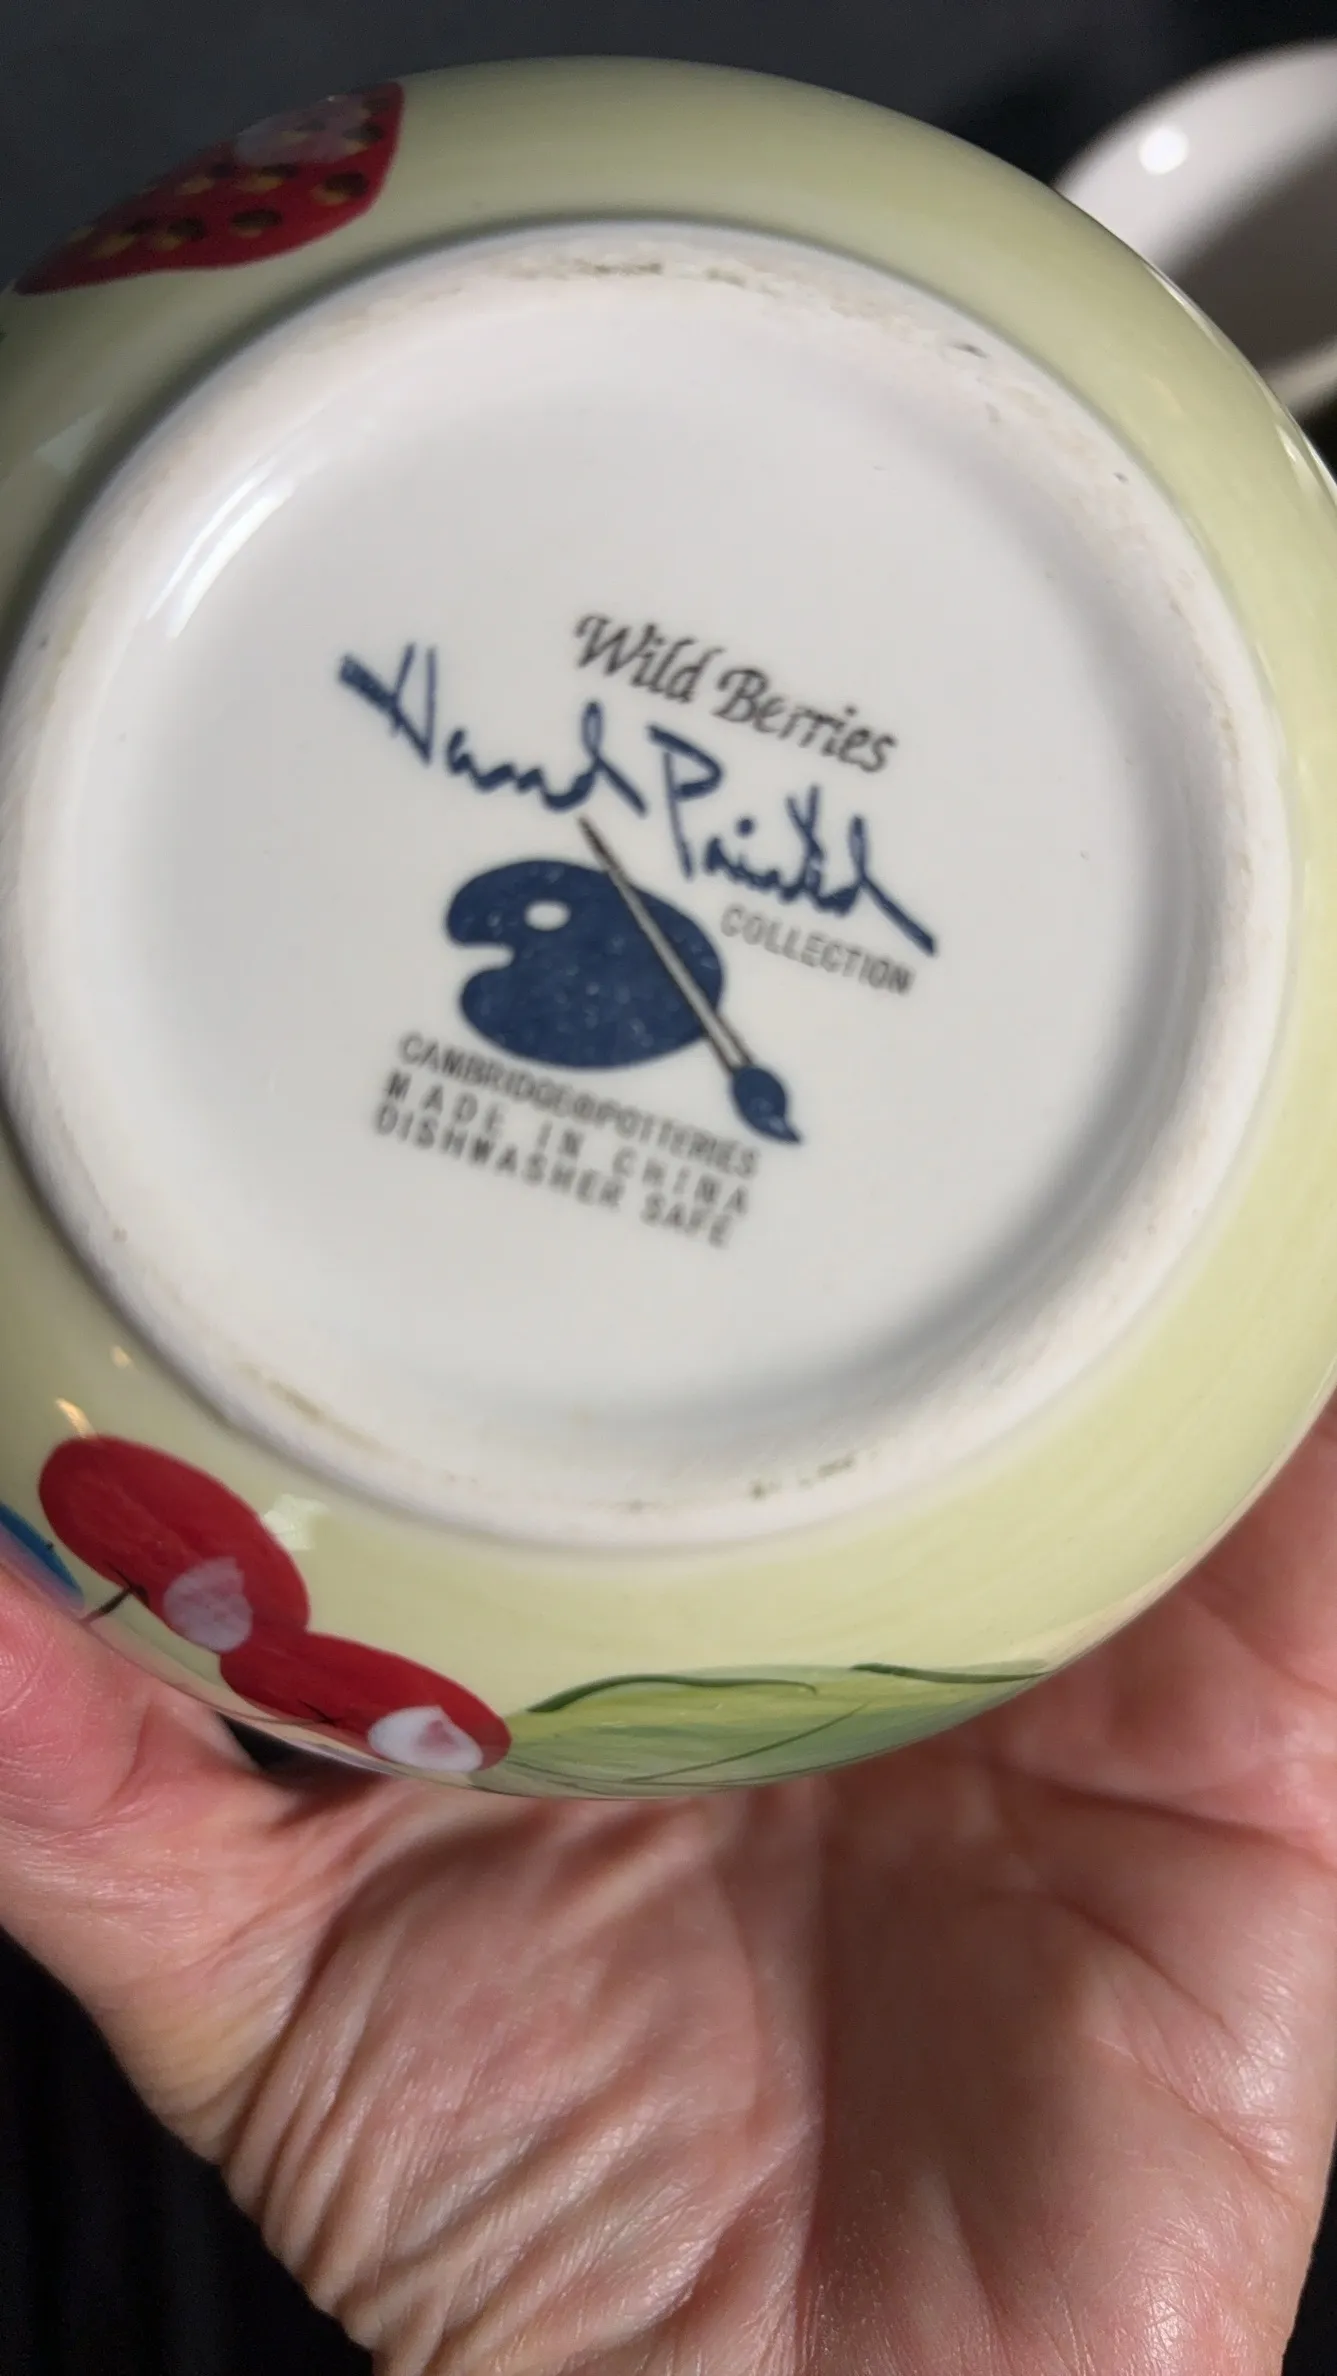 Wild Berries
Hand Painted
COLLECTION
CAMBRIDGE®POTTERIES
MADE IN CHINA
DISHWASHER SAFE